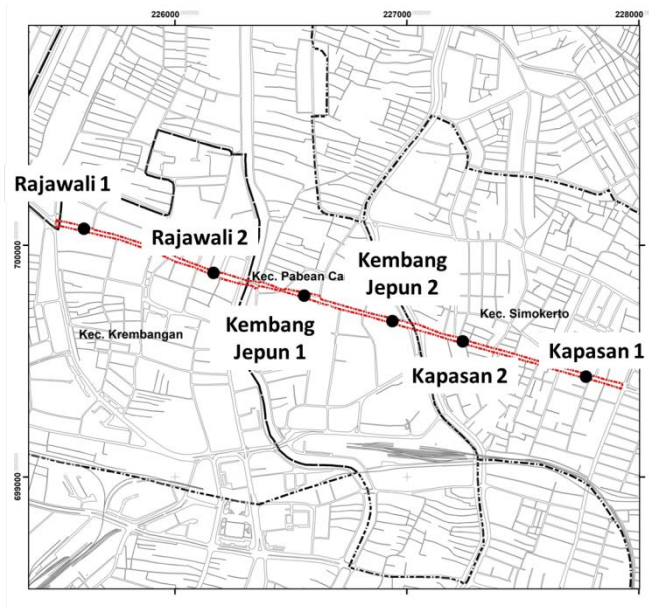 226000
227000
228000
Rajawali 1
Rajawali 2
700000
Kec. Pabean Ca
Kembang
Jepun 2
Kec. Simokerto
Kec. Krembangan
Kembang
Jepun 1
Kapasan 1
Kapasan 2
699000